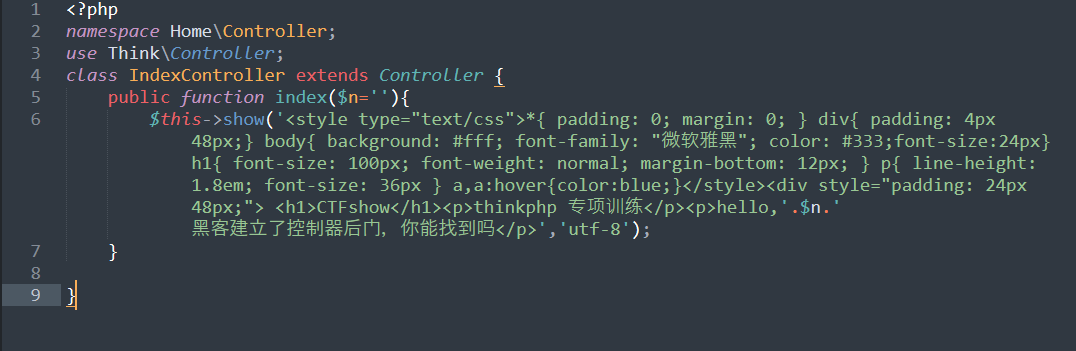 1 <?php
2 namespace Home\Controller;
3 use Think\Controller;
4 class IndexController extends Controller {
5 public function index($n=''){
6 $this->show('<style type="text/css">*{ padding: 0; margin: 0; } div{ padding: 4px
48px;} body{ background: #fff; font-family: "微软雅黑"; color: #333;font-size:24px}
h1{ font-size: 100px; font-weight: normal; margin-bottom: 12px; } p{ line-height:
1.8em; font-size: 36px } a,a:hover{color:blue;}</style><div style="padding: 24px
48px;"> <h1>CTFshow</h1><p>thinkphp 专项训练</p><p>hello,'.$n.'
黑客建立了控制器后门，你能找到吗</p>','utf-8');
7 }
8
9 }